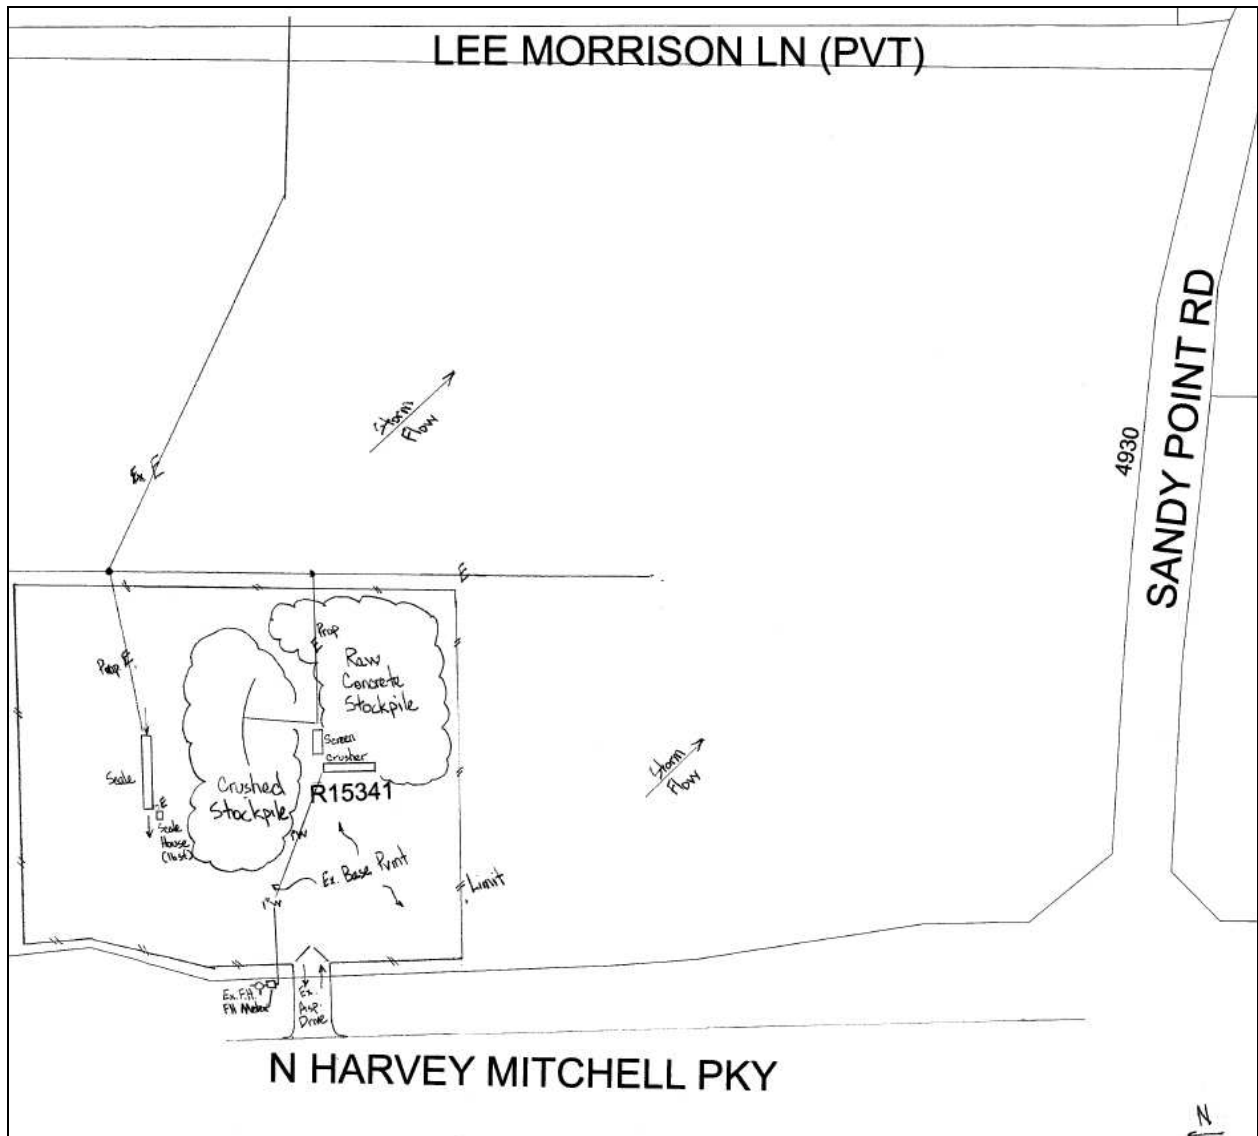 LEE MORRISON LN (PVT)
SANDY POINT RD
4930
Storm
Flow
Ex E
E
Prop
E
Prop. E
Raw
Concrete
Stockpile
Screen
Crusher
R15341
Scale
Crushed
Stockpile
E
Scale
House
Storm
Flow
Ex. Base Pvmt
Limit
Ex. F.H.
FH Meter
Ex.
Asp.
Drive
N HARVEY MITCHELL PKY
N